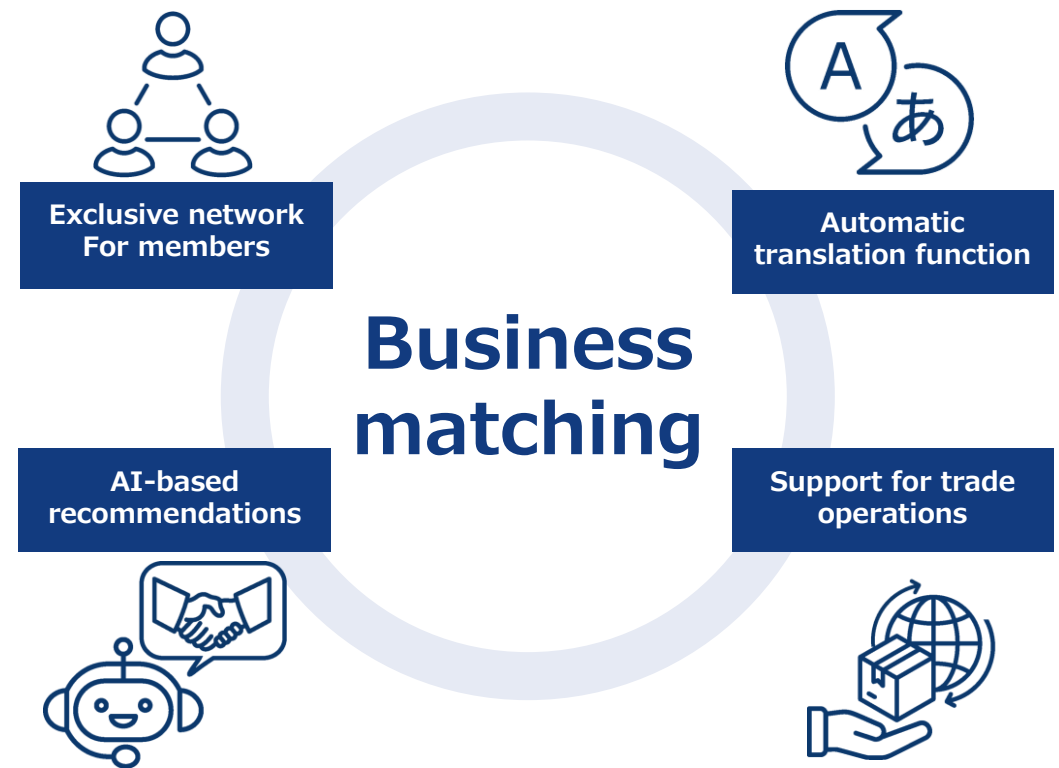 A
あ
Exclusive network
For members
Automatic
translation function
Business
matching
AI-based
recommendations
Support for trade
operations